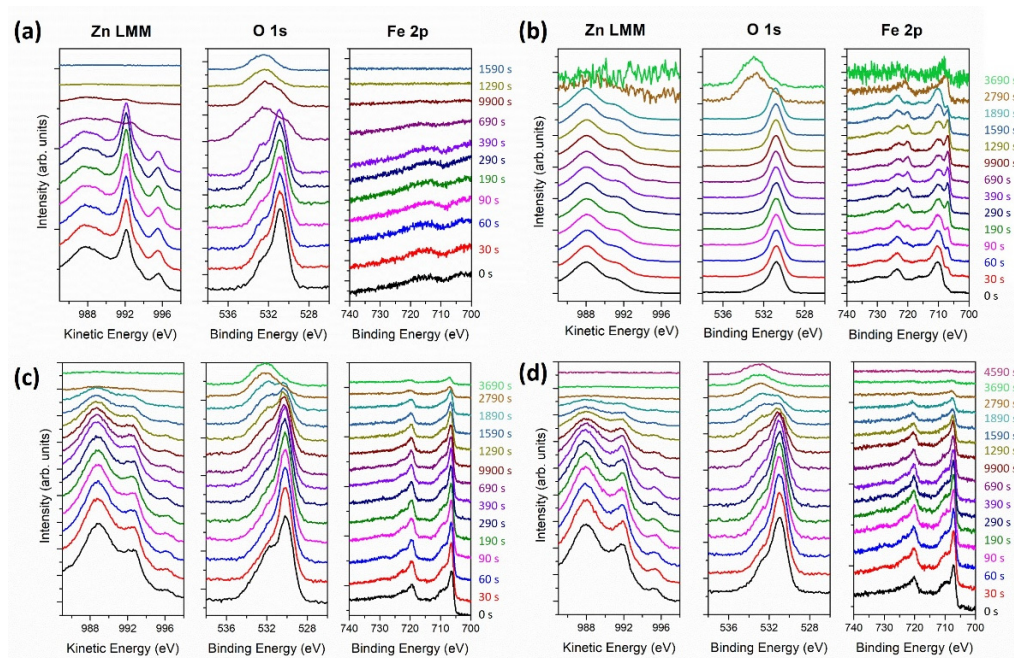 (a)
Zn LMM
O 1s
Fe 2p
Intensity (arb. units)
1590 s
1290 s
9900 s
690 s
390 s
290 s
190 s
90 s
60 s
30 s
0 s
988 992 996
536 532 528
740 730 720 710 700
Kinetic Energy (eV)
Binding Energy (eV)
Binding Energy (eV)
(b)
Zn LMM
O 1s
Fe 2p
Intensity (arb.units)
3690 s
2790 s
1890 s
1590 s
1290 s
9900 s
690 s
390 s
290 s
190 s
90 s
60 s
30 s
0 s
988 992 996
536 532 528
740 730 720 710 700
Kinetic Energy (eV)
Binding Energy (eV)
Binding Energy (eV)
(c)
Intensity (arb. units)
3690 s
2790 s
1890 s
1590 s
1290 s
9900 s
690 s
390 s
290 s
190 s
90 s
60 s
30 s
0 s
988 992 996
536 530 526
740 730 720 710 700
Kinetic Energy (eV)
Binding Energy (eV)
Binding Energy (eV)
(d)
Intensity (arb. units)
4590 s
3690 s
2790 s
1890 s
1590 s
1290 s
9900 s
690 s
390 s
290 s
190 s
90 s
60 s
30 s
0 s
988 992 996
536 532 528
740 730 720 710 700
Kinetic Energy (eV)
Binding Energy (eV)
Binding Energy (eV)